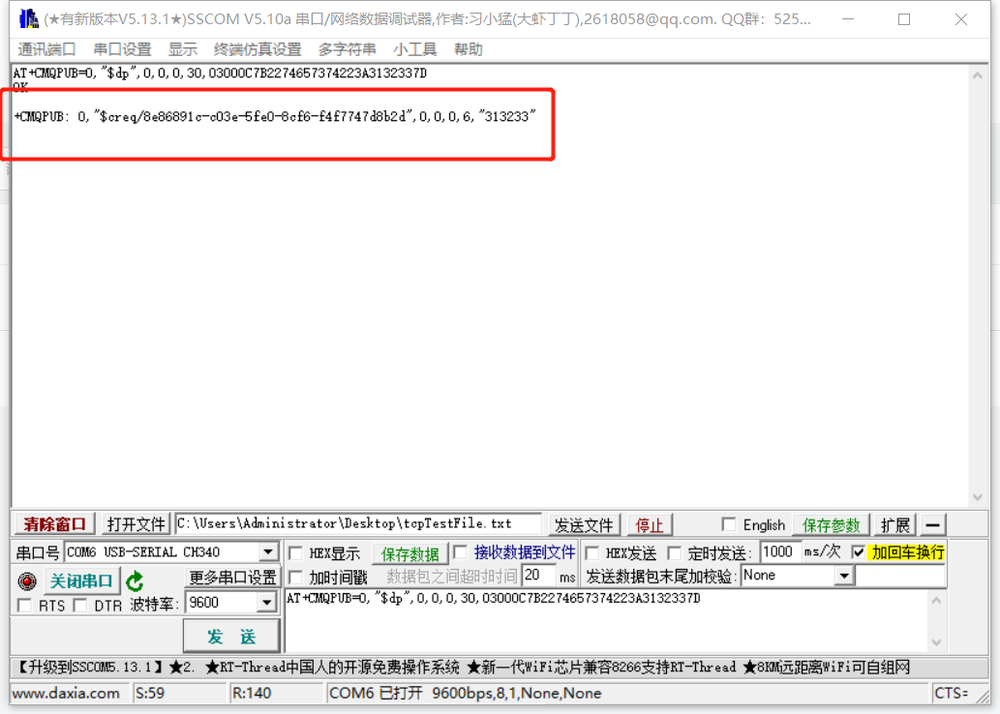 (★有新版本V5.13.1★)SSCOM V5.10a 串口/网络数据调试器,作者:习小猛(大虾丁丁),2618058@qq.com. QQ群: 525...
通讯端口 串口设置 显示 终端仿真设置 多字符串 小工具 帮助
AT+CMQPUB=0,"$dp",0,0,0,30,03000C7B2274657374223A3132337D
OK
+CMQPUB: 0,"$creq/8e86891c-c03e-5fe0-8cf6-f4f7747d8b2d",0,0,0,6,"313233"
清除窗口 打开文件 C:\Users\Administrator\Desktop\tcpTestFile.txt 发送文件 停止 English 保存参数 扩展 —
串口号 COM6 USB-SERIAL CH340 HEX显示 保存数据 接收数据到文件 HEX发送 定时发送: 1000 ms/次 加回车换行
关闭串口 更多串口设置 加时间戳 数据包之间超时时间 20 ms 发送数据包末尾加校验: None
RTS DTR 波特率: 9600 AT+CMQPUB=0,"$dp",0,0,0,30,03000C7B2274657374223A3132337D
发 送
【升级到SSCOM5.13.1】★2. ★RT-Thread中国人的开源免费操作系统 ★新一代WiFi芯片兼容8266支持RT-Thread ★8KM远距离WiFi可自组网
www.daxia.com S:59 R:140 COM6 已打开 9600bps,8,1,None,None CTS=